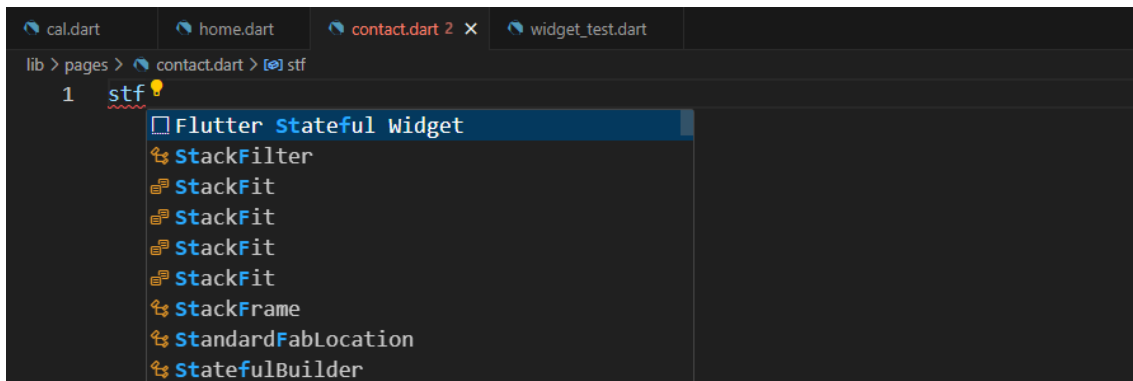 cal.dart home.dart contact.dart 2 × widget_test.dart
lib > pages > contact.dart > stf
1 stf
Flutter Stateful Widget
StackFilter
StackFit
StackFit
StackFit
StackFit
StackFrame
StandardFabLocation
StatefulBuilder